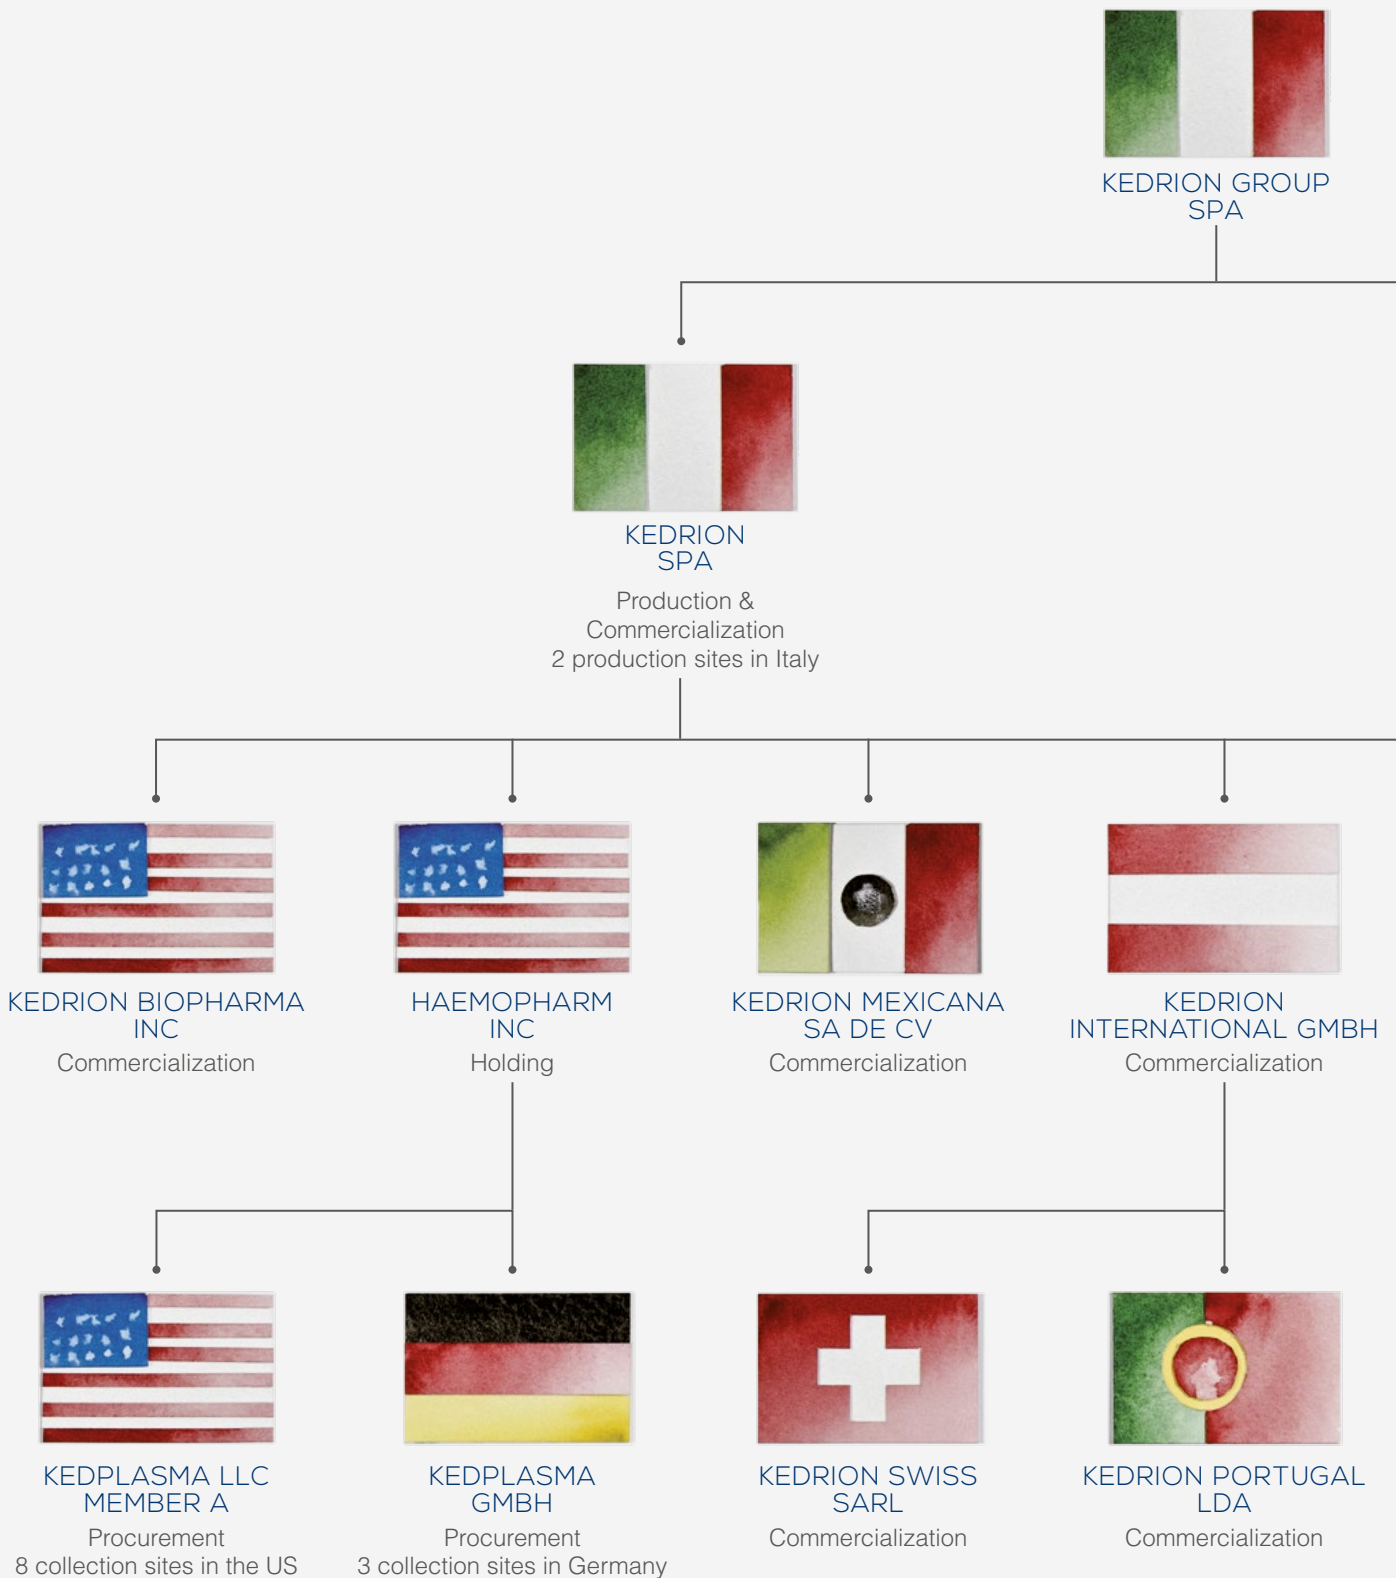 KEDRION GROUP
SPA
KEDRION
SPA
Production &
Commercialization
2 production sites in Italy
KEDRION BIOPHARMA
INC
Commercialization
HAEMOPHARM
INC
Holding
KEDRION MEXICANA
SA DE CV
Commercialization
KEDRION
INTERNATIONAL GMBH
Commercialization
KEDPLASMA LLC
MEMBER A
Procurement
8 collection sites in the US
KEDPLASMA
GMBH
Procurement
3 collection sites in Germany
KEDRION SWISS
SARL
Commercialization
KEDRION PORTUGAL
LDA
Commercialization